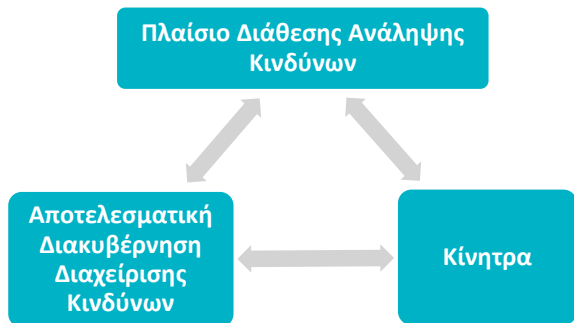 Πλαίσιο Διάθεσης Ανάληψης
Κινδύνων
Αποτελεσματική
Διακυβέρνηση
Διαχείρισης
Κινδύνων
Κίνητρα